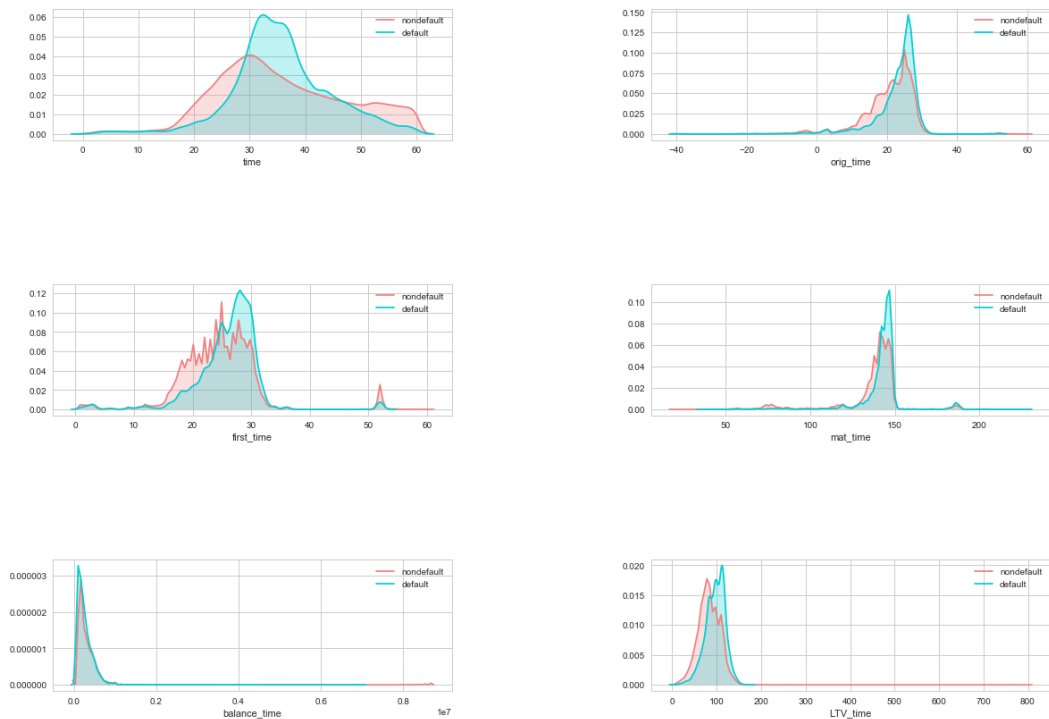 0.06
0.05
0.04
0.03
0.02
0.01
0.00
nondefault
default
0 10 20 30 40 50 60
time
0.150
0.125
0.100
0.075
0.050
0.025
0.000
nondefault
default
−40 −20 0 20 40 60
orig_time
0.12
0.10
0.08
0.06
0.04
0.02
0.00
nondefault
default
0 10 20 30 40 50 60
first_time
0.10
0.08
0.06
0.04
0.02
0.00
nondefault
default
50 100 150 200
mat_time
0.000003
0.000002
0.000001
0.000000
nondefault
default
0.0 0.2 0.4 0.6 0.8
balance_time 1e7
0.020
0.015
0.010
0.005
0.000
nondefault
default
0 100 200 300 400 500 600 700 800
LTV_time